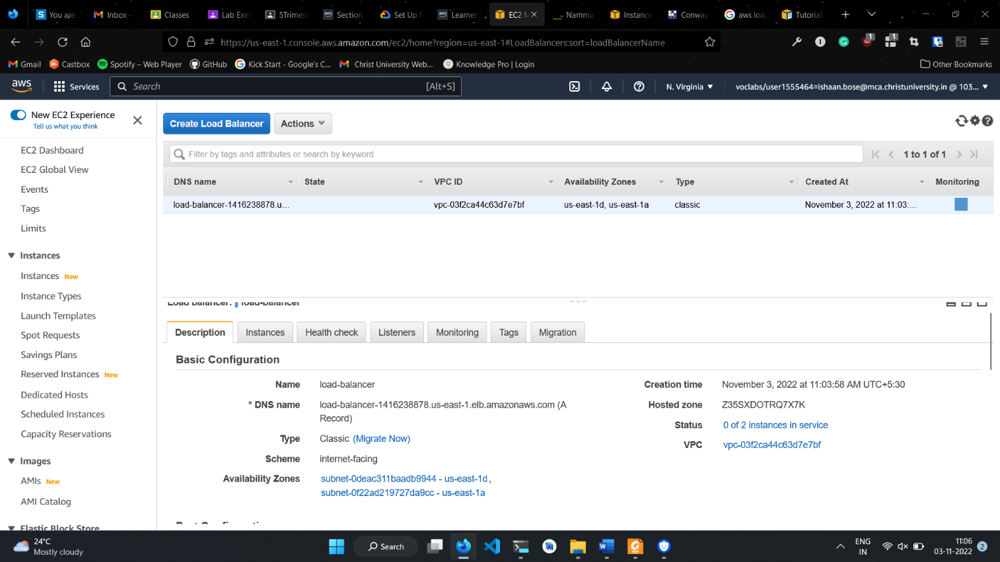 You are
Inbox -
Classes
Lab Exe
5Trimest
Section
Set Up
Learner
EC2 M
Namma
Instance
Conway
aws loa
Tutorial
https://us-east-1.console.aws.amazon.com/ec2/home?region=us-east-1#LoadBalancers:sort=loadBalancerName
Gmail
Castbox
Spotify – Web Player
GitHub
Kick Start - Google's C...
Christ University Web...
Knowledge Pro | Login
Other Bookmarks
aws
Services
Search
[Alt+S]
N. Virginia
voclabs/user1555464=ishaan.bose@mca.christuniversity.in @ 103...
New EC2 Experience
Tell us what you think
EC2 Dashboard
EC2 Global View
Events
Tags
Limits
Instances
Instances New
Instance Types
Launch Templates
Spot Requests
Savings Plans
Reserved Instances New
Dedicated Hosts
Scheduled Instances
Capacity Reservations
Images
AMIs New
AMI Catalog
Elastic Block Store
Create Load Balancer
Actions
Filter by tags and attributes or search by keyword
1 to 1 of 1
DNS name State VPC ID Availability Zones Type Created At Monitoring
load-balancer-1416238878.u... vpc-03f2ca44c63d7e7bf us-east-1d, us-east-1a classic November 3, 2022 at 11:03:...
Load balancer: load-balancer
Description Instances Health check Listeners Monitoring Tags Migration
Basic Configuration
Name load-balancer
* DNS name load-balancer-1416238878.us-east-1.elb.amazonaws.com (A
Record)
Type Classic (Migrate Now)
Scheme internet-facing
Availability Zones subnet-0deac311baadb9944 - us-east-1d,
subnet-0f22ad219727da9cc - us-east-1a
Creation time November 3, 2022 at 11:03:58 AM UTC+5:30
Hosted zone Z35SXDOTRQ7X7K
Status 0 of 2 instances in service
VPC vpc-03f2ca44c63d7e7bf
24°C
Mostly cloudy
Search
ENG
IN
11:06
03-11-2022
2